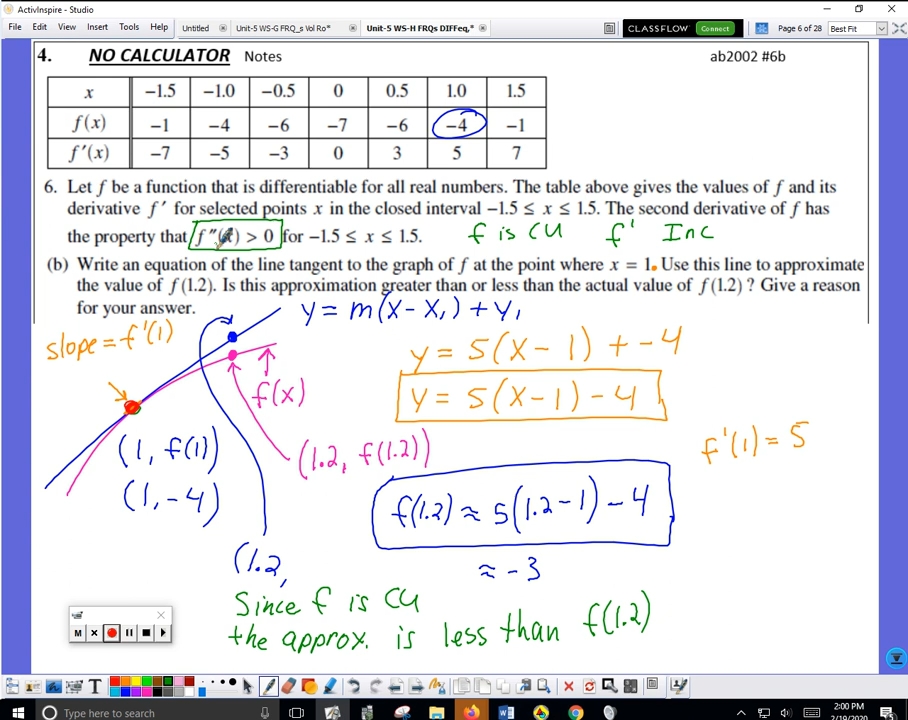 ActivInspire - Studio
File Edit View Insert Tools Help Untitled Unit-5 WS-G FRQ_s Vol Ro* Unit-5 WS-H FRQs DIFFeq,* CLASSFLOW Connect Page 6 of 28 Best Fit
4. NO CALCULATOR Notes ab2002 #6b
x −1.5 −1.0 −0.5 0 0.5 1.0 1.5
f(x) −1 −4 −6 −7 −6 −4 −1
f′(x) −7 −5 −3 0 3 5 7
6. Let f be a function that is differentiable for all real numbers. The table above gives the values of f and its
derivative f ′ for selected points x in the closed interval −1.5 ≤ x ≤ 1.5. The second derivative of f has
the property that f ″(x) > 0 for −1.5 ≤ x ≤ 1.5. f is CU f' Inc
(b) Write an equation of the line tangent to the graph of f at the point where x = 1. Use this line to approximate
the value of f(1.2). Is this approximation greater than or less than the actual value of f(1.2) ? Give a reason
for your answer.
y = m(x - x₁) + y₁
slope = f'(1)
y = 5(x - 1) + -4
y = 5(x-1) - 4
f(x)
(1, f(1))
(1.2, f(1.2))
f'(1) = 5
(1, -4)
f(1.2) ≈ 5(1.2-1) - 4
(1.2,
≈ -3
Since f is CU
the approx. is less than f(1.2)
M
T
Type here to search
2:00 PM
2/19/2020